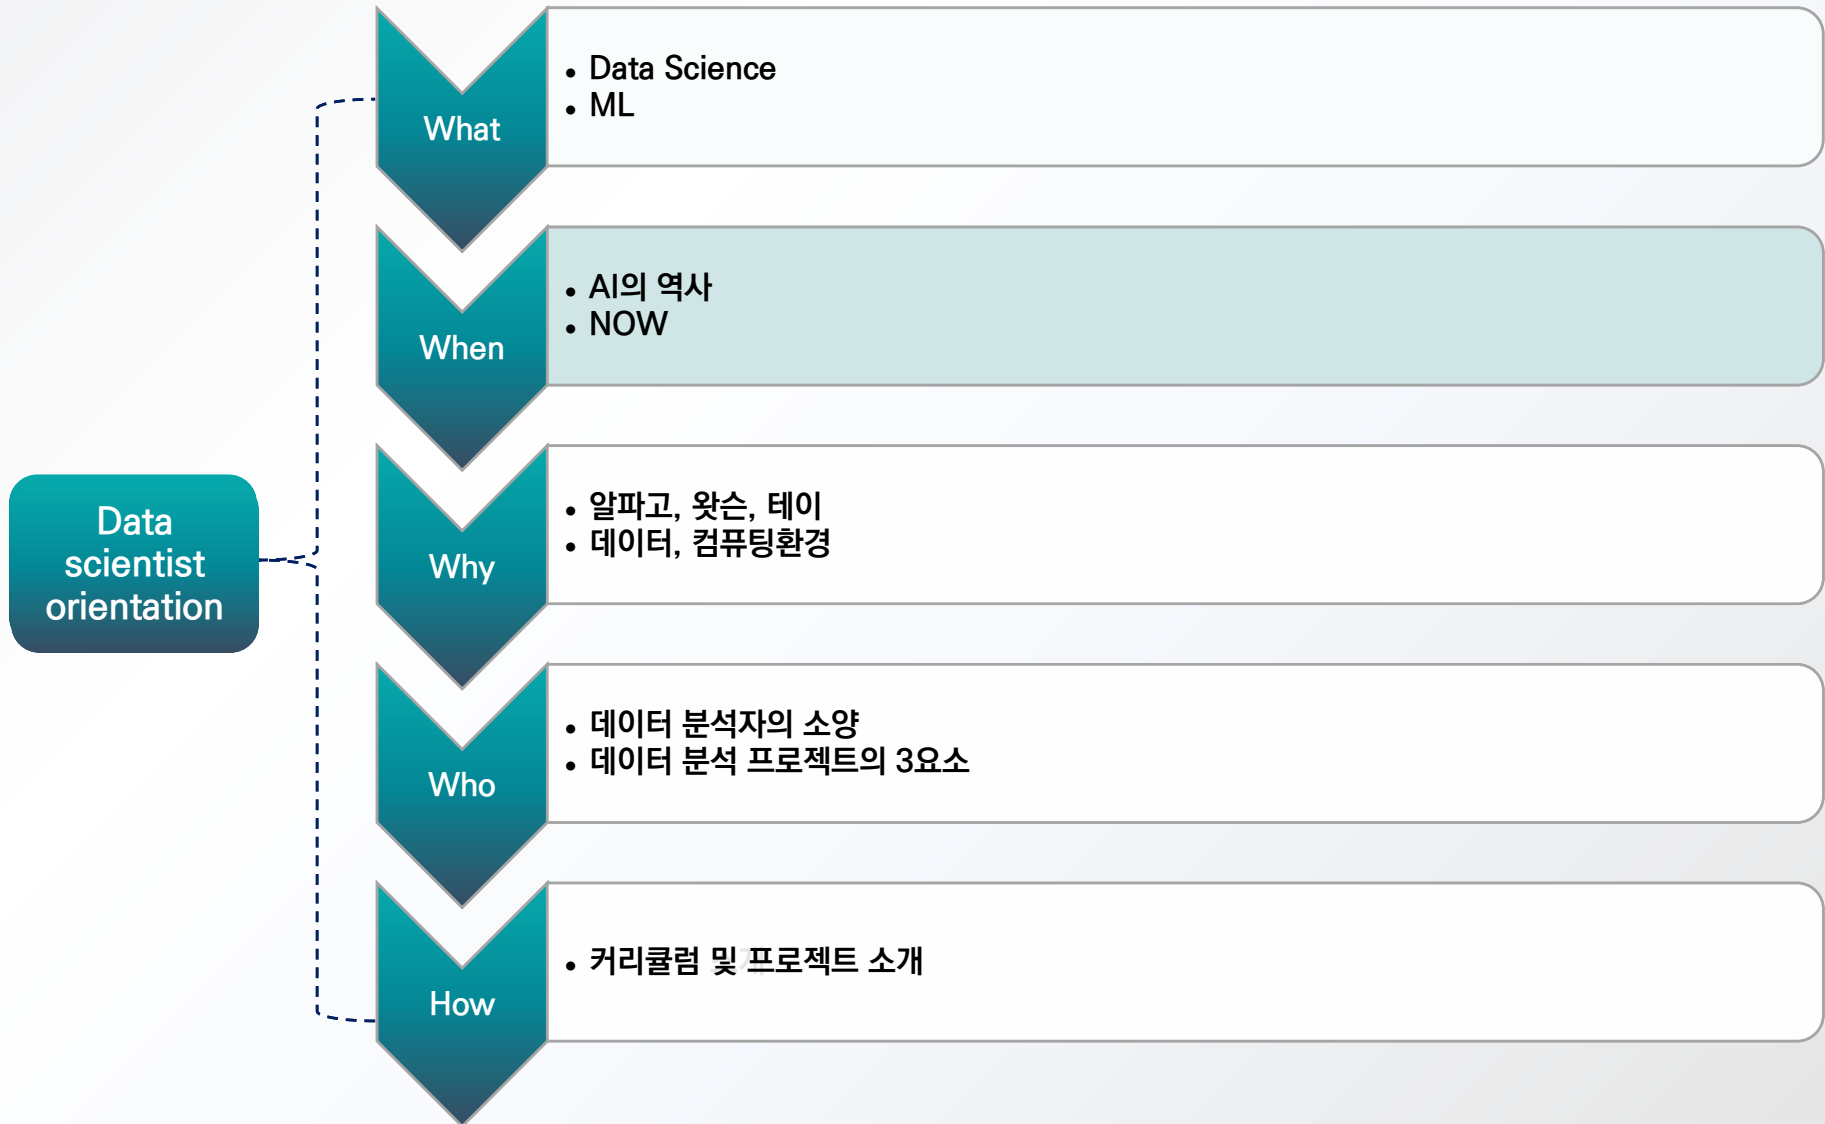 Data
scientist
orientation
What
• Data Science
• ML
When
• AI의 역사
• NOW
Why
• 알파고, 왓슨, 테이
• 데이터, 컴퓨팅환경
Who
• 데이터 분석자의 소양
• 데이터 분석 프로젝트의 3요소
How
• 커리큘럼 및 프로젝트 소개